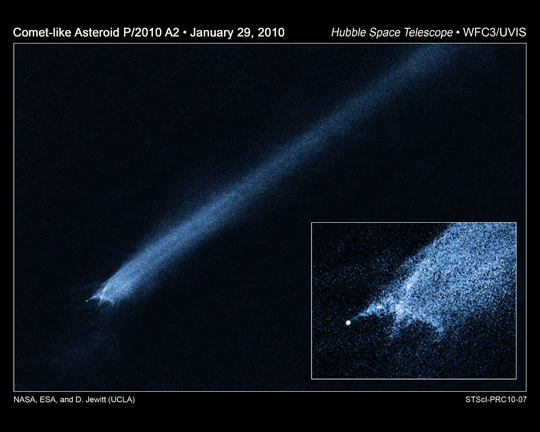 Comet-like Asteroid P/2010 A2 • January 29, 2010
Hubble Space Telescope • WFC3/UVIS
NASA, ESA, and D. Jewitt (UCLA)
STScI-PRC10-07